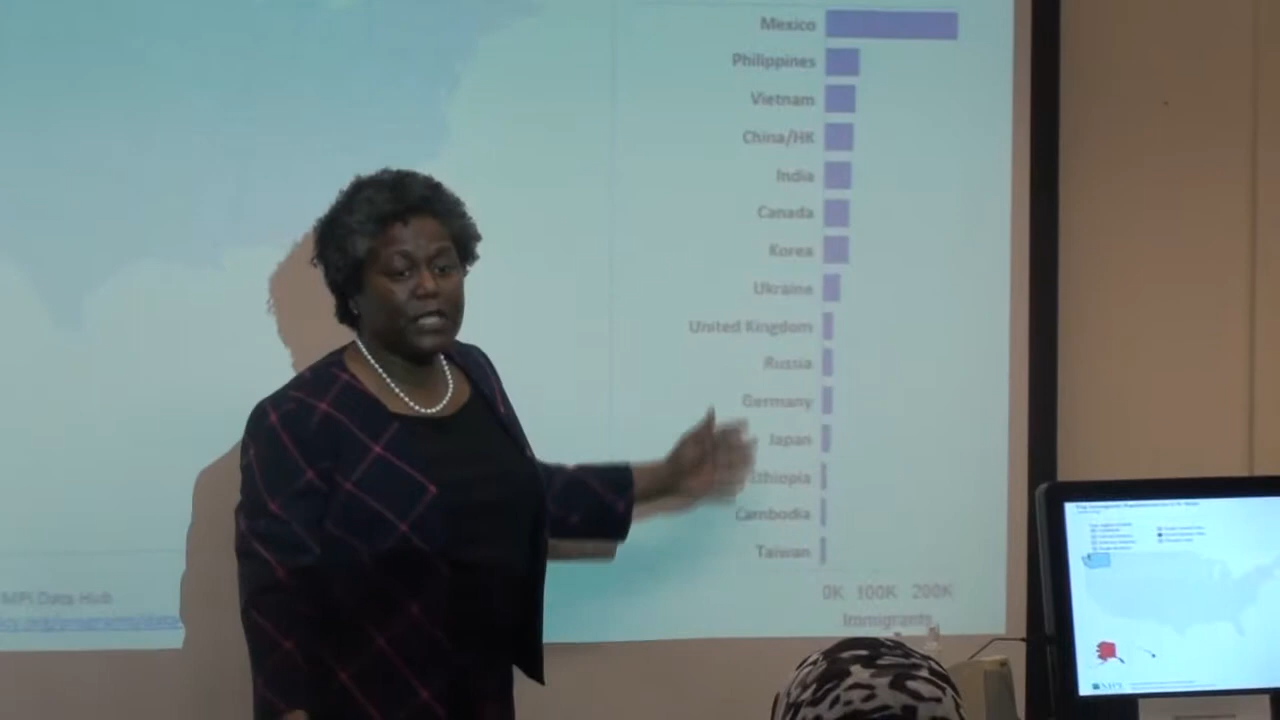 Mexico
Philippines
Vietnam
China/HK
India
Canada
Korea
Ukraine
United Kingdom
Russia
Germany
Japan
Ethiopia
Cambodia
Taiwan
0K 100K 200K
Immigrants
MPI Data Hub